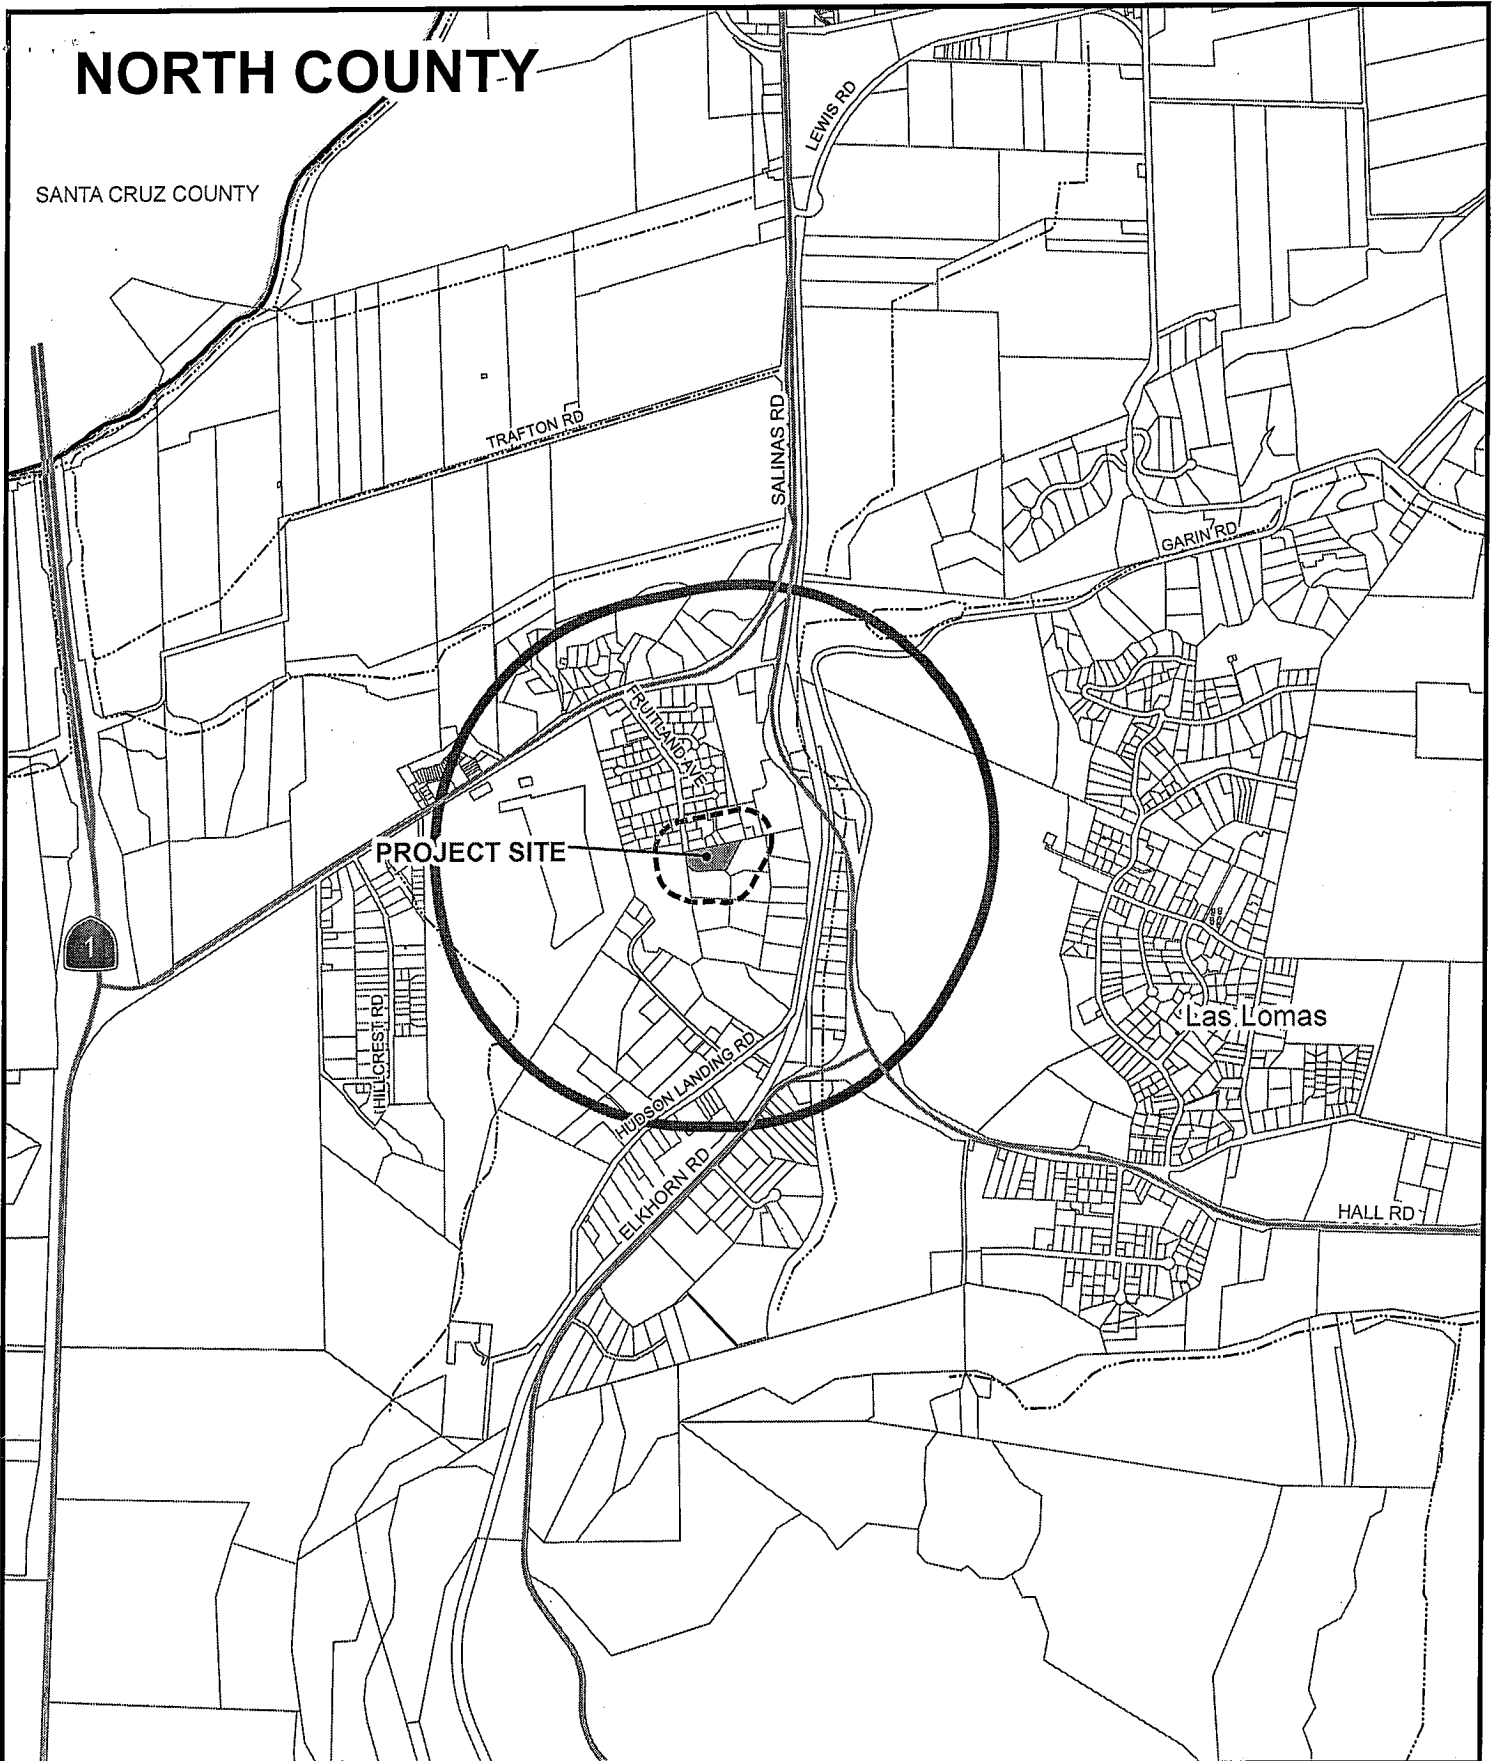 NORTH COUNTY
LEWIS RD
SANTA CRUZ COUNTY
TRAFTON RD
SALINAS RD
GARIN RD
FRUITLAND AVE
PROJECT SITE
1
HILLCREST RD
Las Lomas
HUDSON LANDING RD
ELKHORN RD
HALL RD